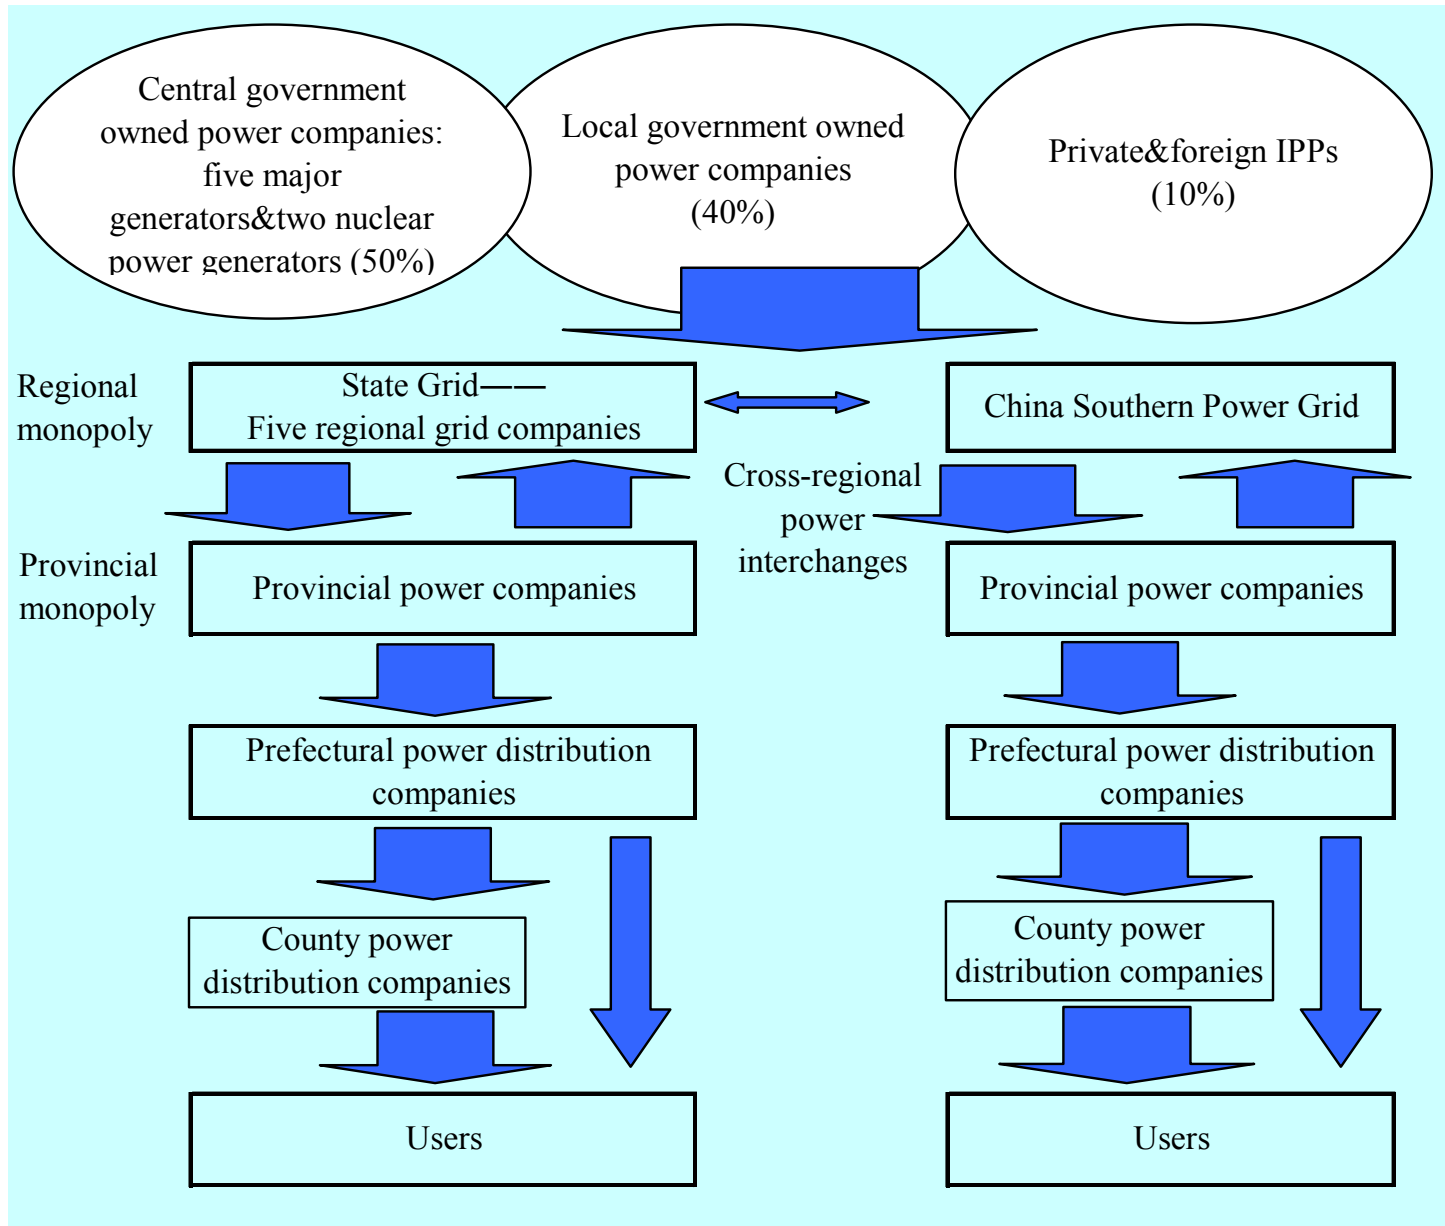 Central government
owned power companies:
five major
generators&two nuclear
power generators (50%)
Local government owned
power companies
(40%)
Private&foreign IPPs
(10%)
Regional
monopoly
State Grid——
Five regional grid companies
China Southern Power Grid
Cross-regional
power
interchanges
Provincial
monopoly
Provincial power companies
Provincial power companies
Prefectural power distribution
companies
Prefectural power distribution
companies
County power
distribution companies
County power
distribution companies
Users
Users